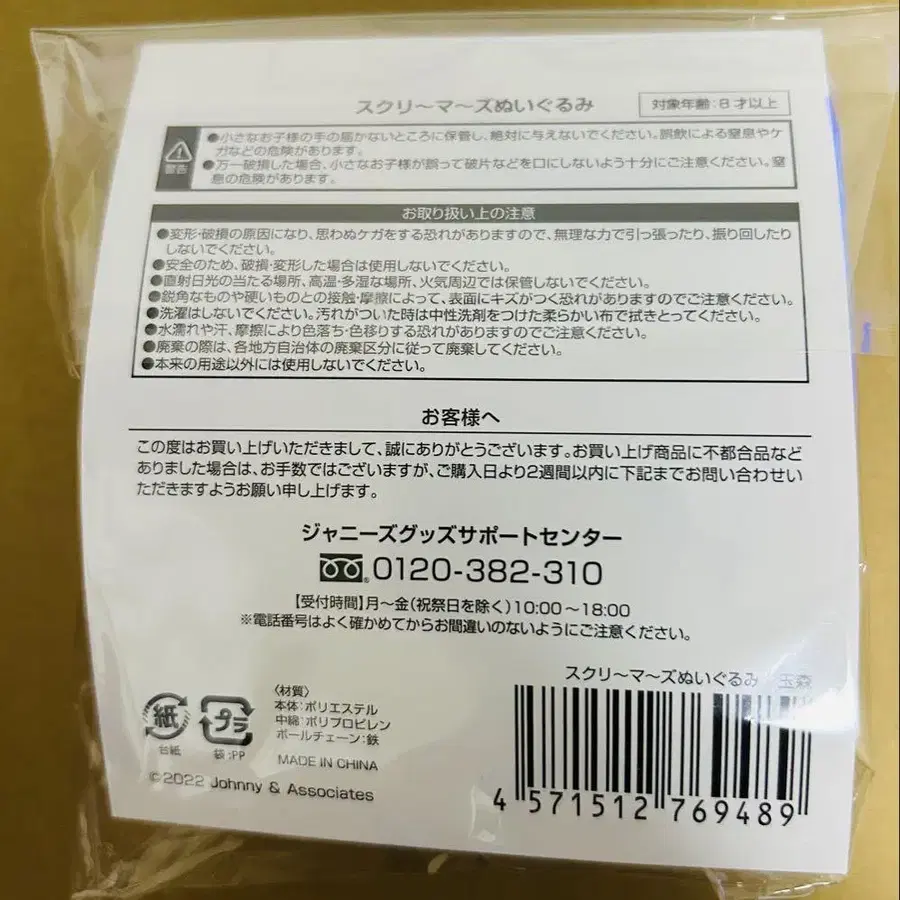 スクリ〜マ〜ズぬいぐるみ
対象年齢:8才以上
警告
●小さなお子様の手の届かないところに保管し、絶対に与えないでください。誤飲による窒息やケ
ガなどの危険があります。
●万一破損した場合、小さなお子様が誤って破片などを口にしないよう十分にご注意ください。窒
息の危険があります。
お取り扱い上の注意
●変形・破損の原因になり、思わぬケガをする恐れがありますので、無理な力で引っ張ったり、振り回したり
しないでください。
●安全のため、破損・変形した場合は使用しないでください。
●直射日光の当たる場所、高温・多湿な場所、火気周辺では保管しないでください。
●鋭角なものや硬いものとの接触・摩擦によって、表面にキズがつく恐れがありますのでご注意ください。
●洗濯はしないでください。汚れがついた時は中性洗剤をつけた柔らかい布で拭きとってください。
●水濡れや汗、摩擦により色落ち・色移りする恐れがありますのでご注意ください。
●廃棄の際は、各地方自治体の廃棄区分に従って廃棄してください。
●本来の用途以外には使用しないでください。
お客様へ
この度はお買い上げいただきまして、誠にありがとうございます。お買い上げ商品に不都合品など
ありました場合は、お手数ではございますが、ご購入日より2週間以内に下記までお問い合わせい
ただきますようお願い申し上げます。
ジャニーズグッズサポートセンター
0120-382-310
【受付時間】月〜金(祝祭日を除く)10:00〜18:00
※電話番号はよく確かめてからお間違いのないようにご注意ください。
スクリ〜マ〜ズぬいぐるみ 玉森
紙
台紙
プラ
袋:PP
〈材質〉
本体:ポリエステル
中綿:ポリプロピレン
ボールチェーン:鉄
MADE IN CHINA
©2022 Johnny & Associates
4 571512 769489